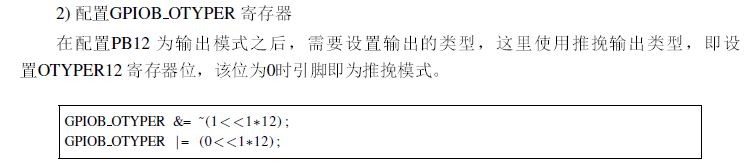 2) 配置GPIOB_OTYPER 寄存器
在配置PB12 为输出模式之后，需要设置输出的类型，这里使用推挽输出类型，即设
置OTYPER12 寄存器位，该位为0时引脚即为推挽模式。
GPIOB_OTYPER &= ~(1<<1*12);
GPIOB_OTYPER |= (0<<1*12);